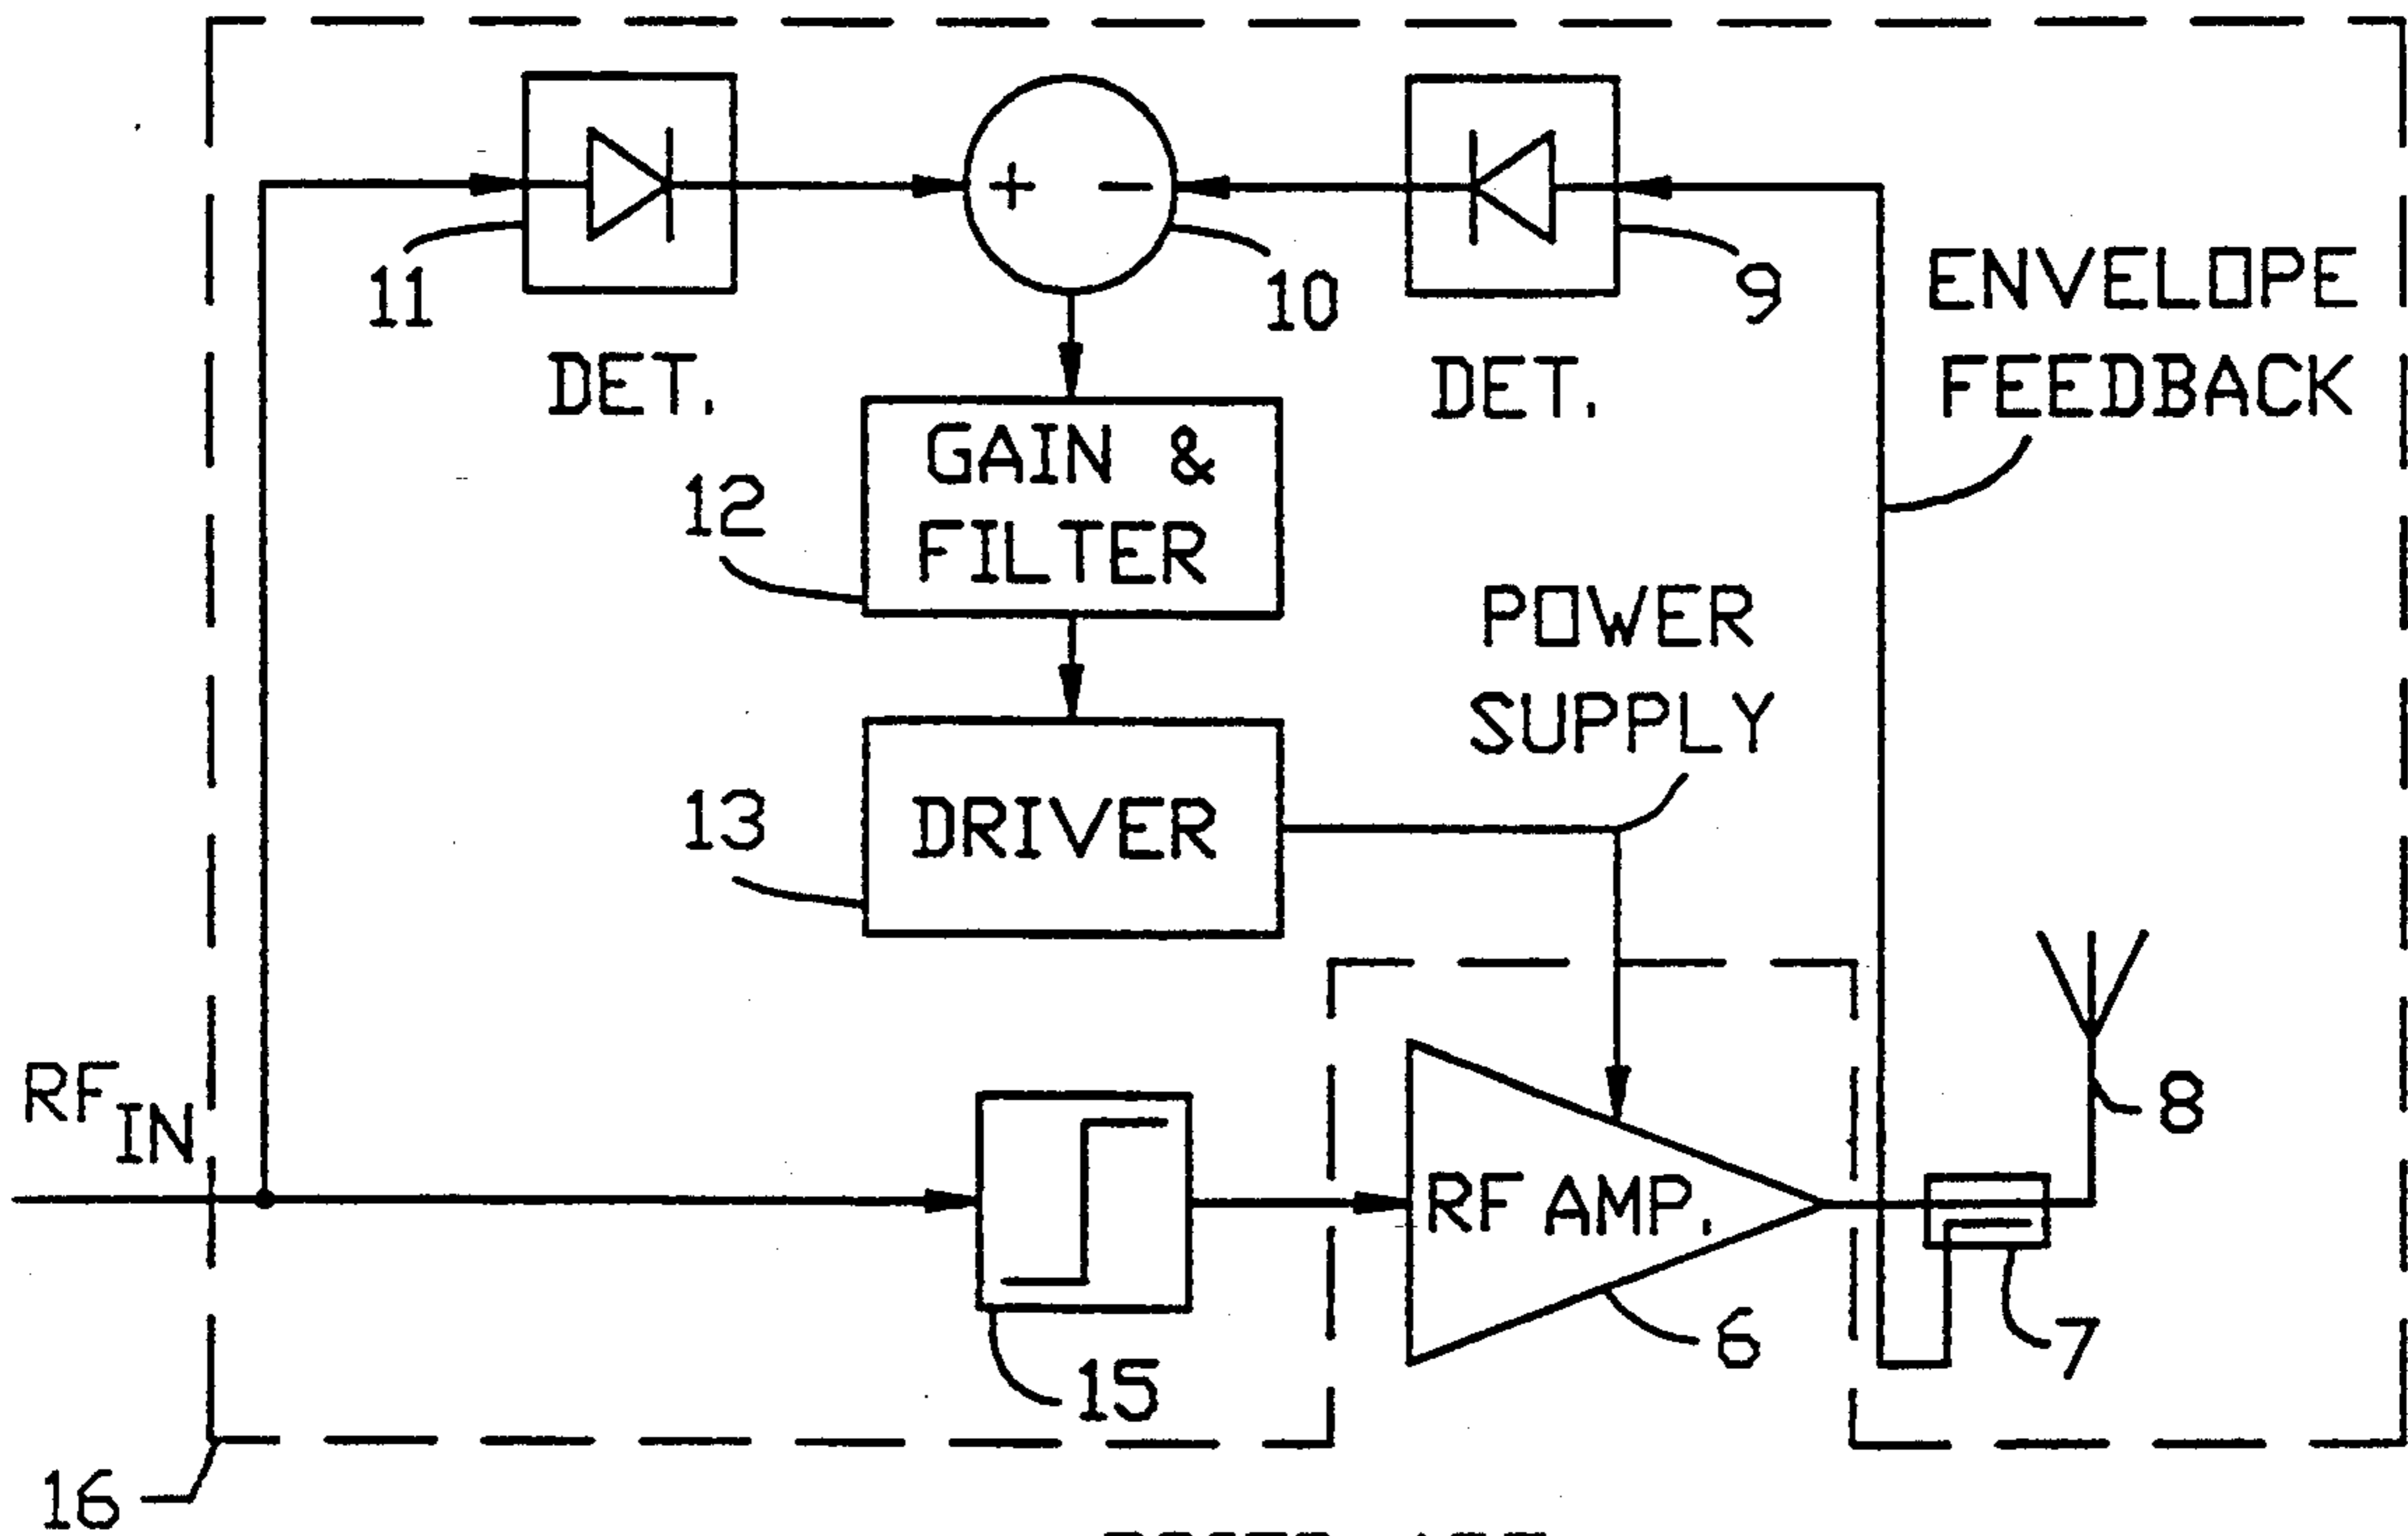 11
10
9
ENVELOPE
FEEDBACK
DET.
DET.
GAIN &
FILTER
12
POWER
SUPPLY
13
DRIVER
RF IN
8
RF AMP.
6
7
15
16
+ −